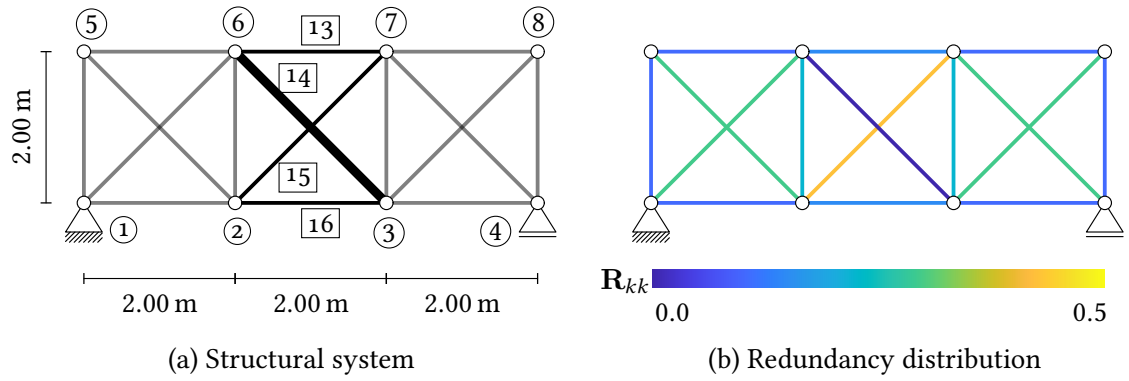 ⑤ ⑥ 13 ⑦ ⑧
14
2.00 m
15
① ② 16 ③ ④
2.00 m 2.00 m 2.00 m
(a) Structural system
R_kk
0.0 0.5
(b) Redundancy distribution